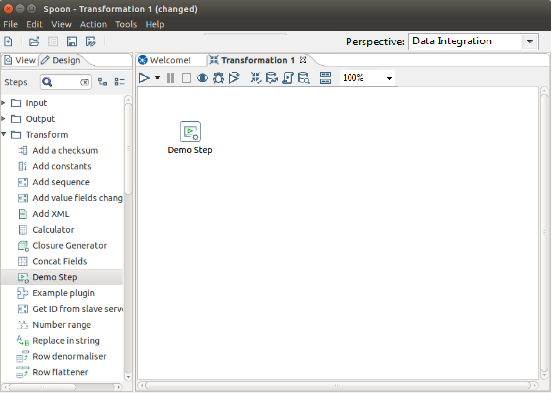 Spoon - Transformation 1 (changed)
File Edit View Action Tools Help
Perspective: Data Integration
View Design Welcome! Transformation 1
Steps 100%
Input
Output
Transform
Add a checksum
Add constants
Add sequence
Add value fields chang
Add XML
Calculator
Closure Generator
Concat Fields
Demo Step
Example plugin
Get ID from slave serve
Number range
Replace in string
Row denormaliser
Row flattener
Demo Step